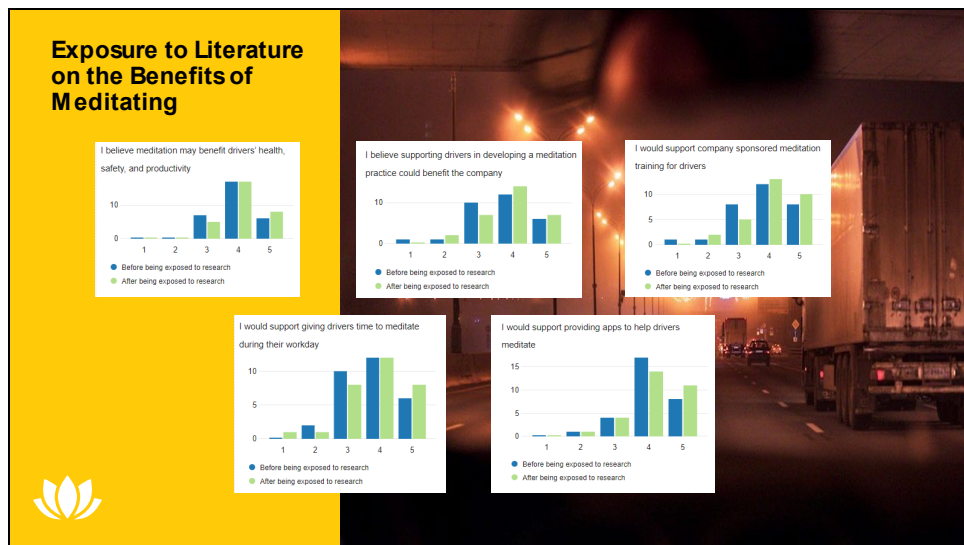 Exposure to Literature
on the Benefits of
Meditating
I believe meditation may benefit drivers' health,
safety, and productivity
10
0
1 2 3 4 5
Before being exposed to research
After being exposed to research
I believe supporting drivers in developing a meditation
practice could benefit the company
10
0
1 2 3 4 5
Before being exposed to research
After being exposed to research
I would support company sponsored meditation
training for drivers
10
5
0
1 2 3 4 5
Before being exposed to research
After being exposed to research
I would support giving drivers time to meditate
during their workday
10
5
0
1 2 3 4 5
Before being exposed to research
After being exposed to research
I would support providing apps to help drivers
meditate
15
10
5
0
1 2 3 4 5
Before being exposed to research
After being exposed to research